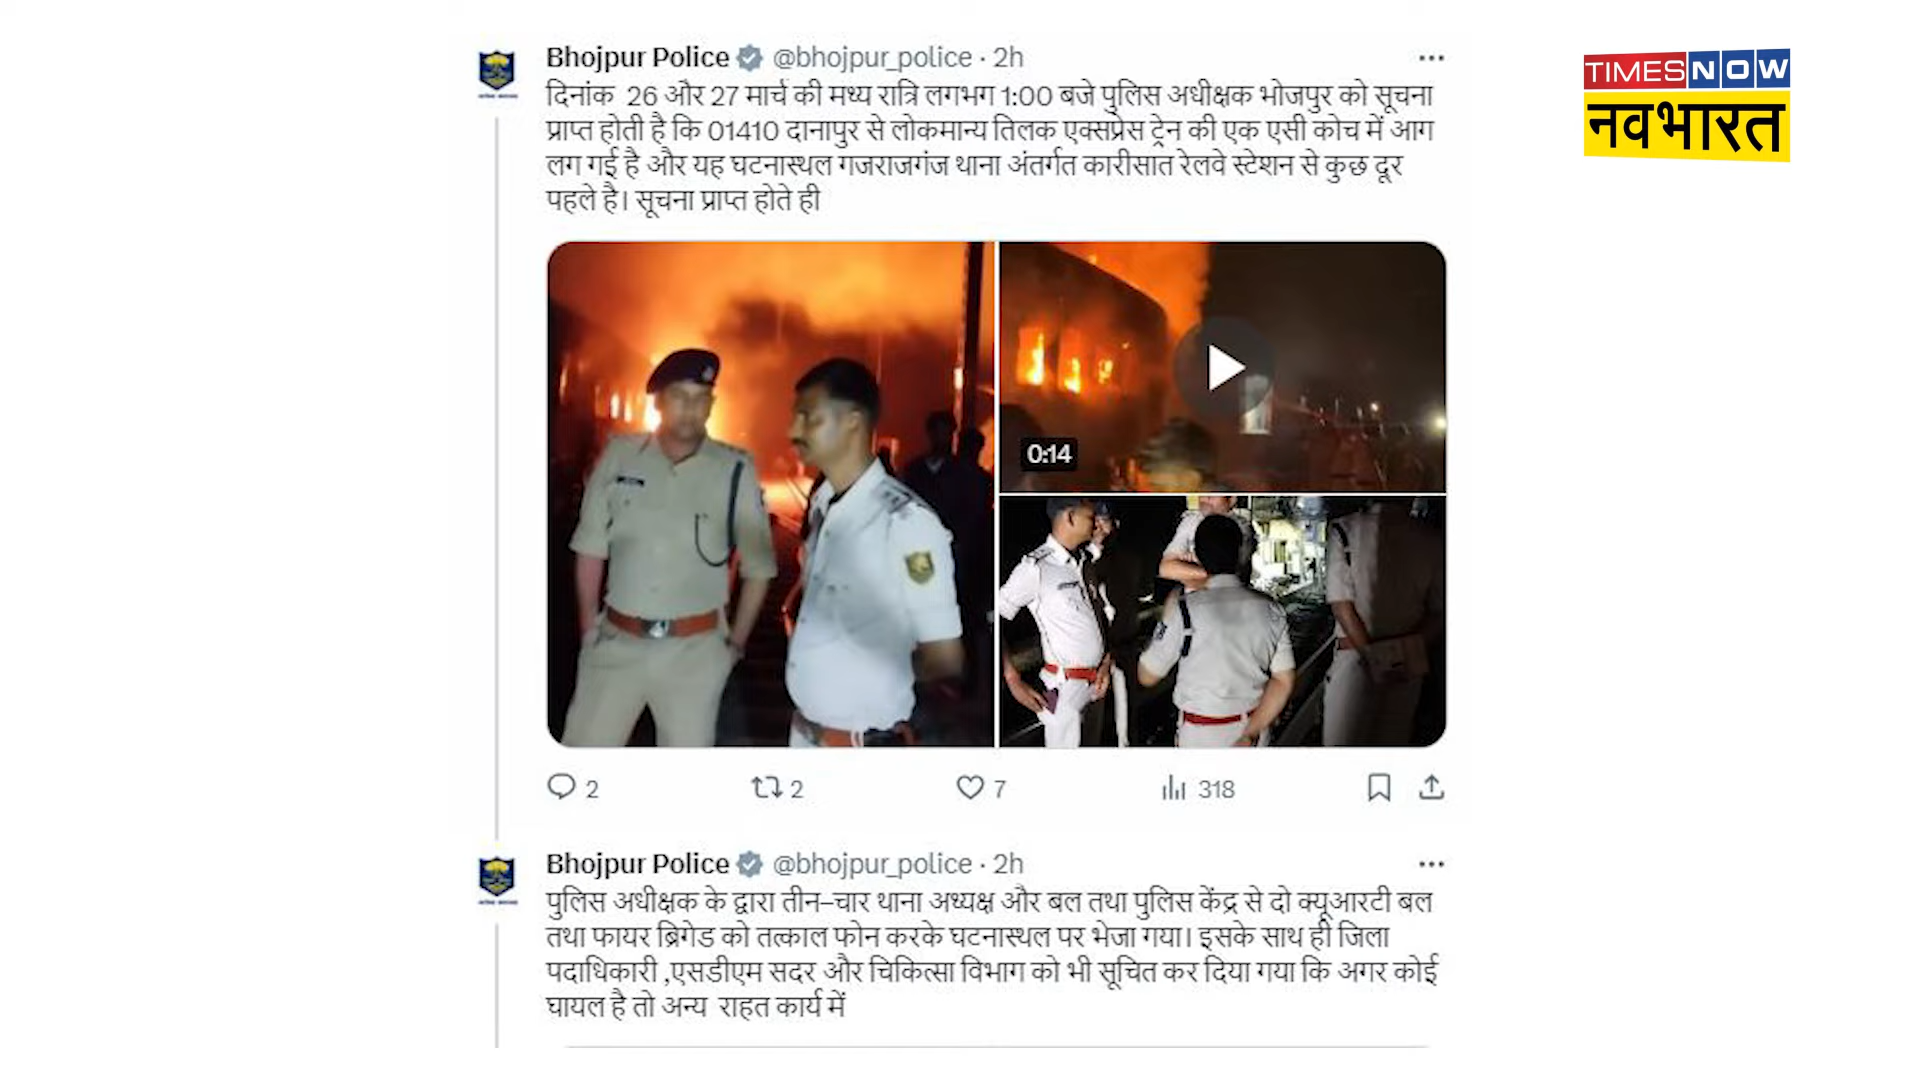 Bhojpur Police @bhojpur_police · 2h
TIMES NOW
नवभारत
दिनांक 26 और 27 मार्च की मध्य रात्रि लगभग 1:00 बजे पुलिस अधीक्षक भोजपुर को सूचना
प्राप्त होती है कि 01410 दानापुर से लोकमान्य तिलक एक्सप्रेस ट्रेन की एक एसी कोच में आग
लग गई है और यह घटनास्थल गजराजगंज थाना अंतर्गत कारीसात रेलवे स्टेशन से कुछ दूर
पहले है। सूचना प्राप्त होते ही
0:14
2 2 7 318
Bhojpur Police @bhojpur_police · 2h
पुलिस अधीक्षक के द्वारा तीन–चार थाना अध्यक्ष और बल तथा पुलिस केंद्र से दो क्यूआरटी बल
तथा फायर ब्रिगेड को तत्काल फोन करके घटनास्थल पर भेजा गया। इसके साथ ही जिला
पदाधिकारी ,एसडीएम सदर और चिकित्सा विभाग को भी सूचित कर दिया गया कि अगर कोई
घायल है तो अन्य राहत कार्य में